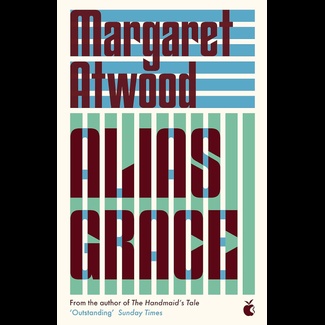 Margaret
Atwood
ALIAS
GRACE
From the author of The Handmaid's Tale
'Outstanding' Sunday Times